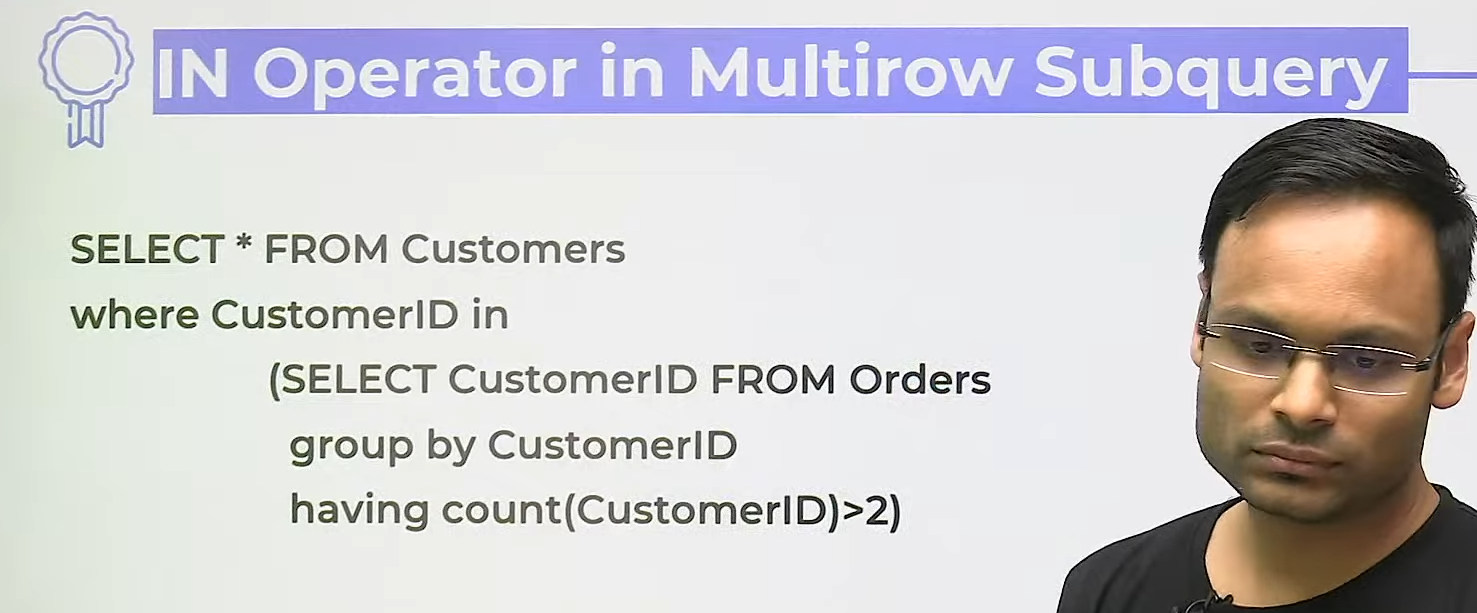 IN Operator in Multirow Subquery
SELECT * FROM Customers
where CustomerID in
(SELECT CustomerID FROM Orders
group by CustomerID
having count(CustomerID)>2)